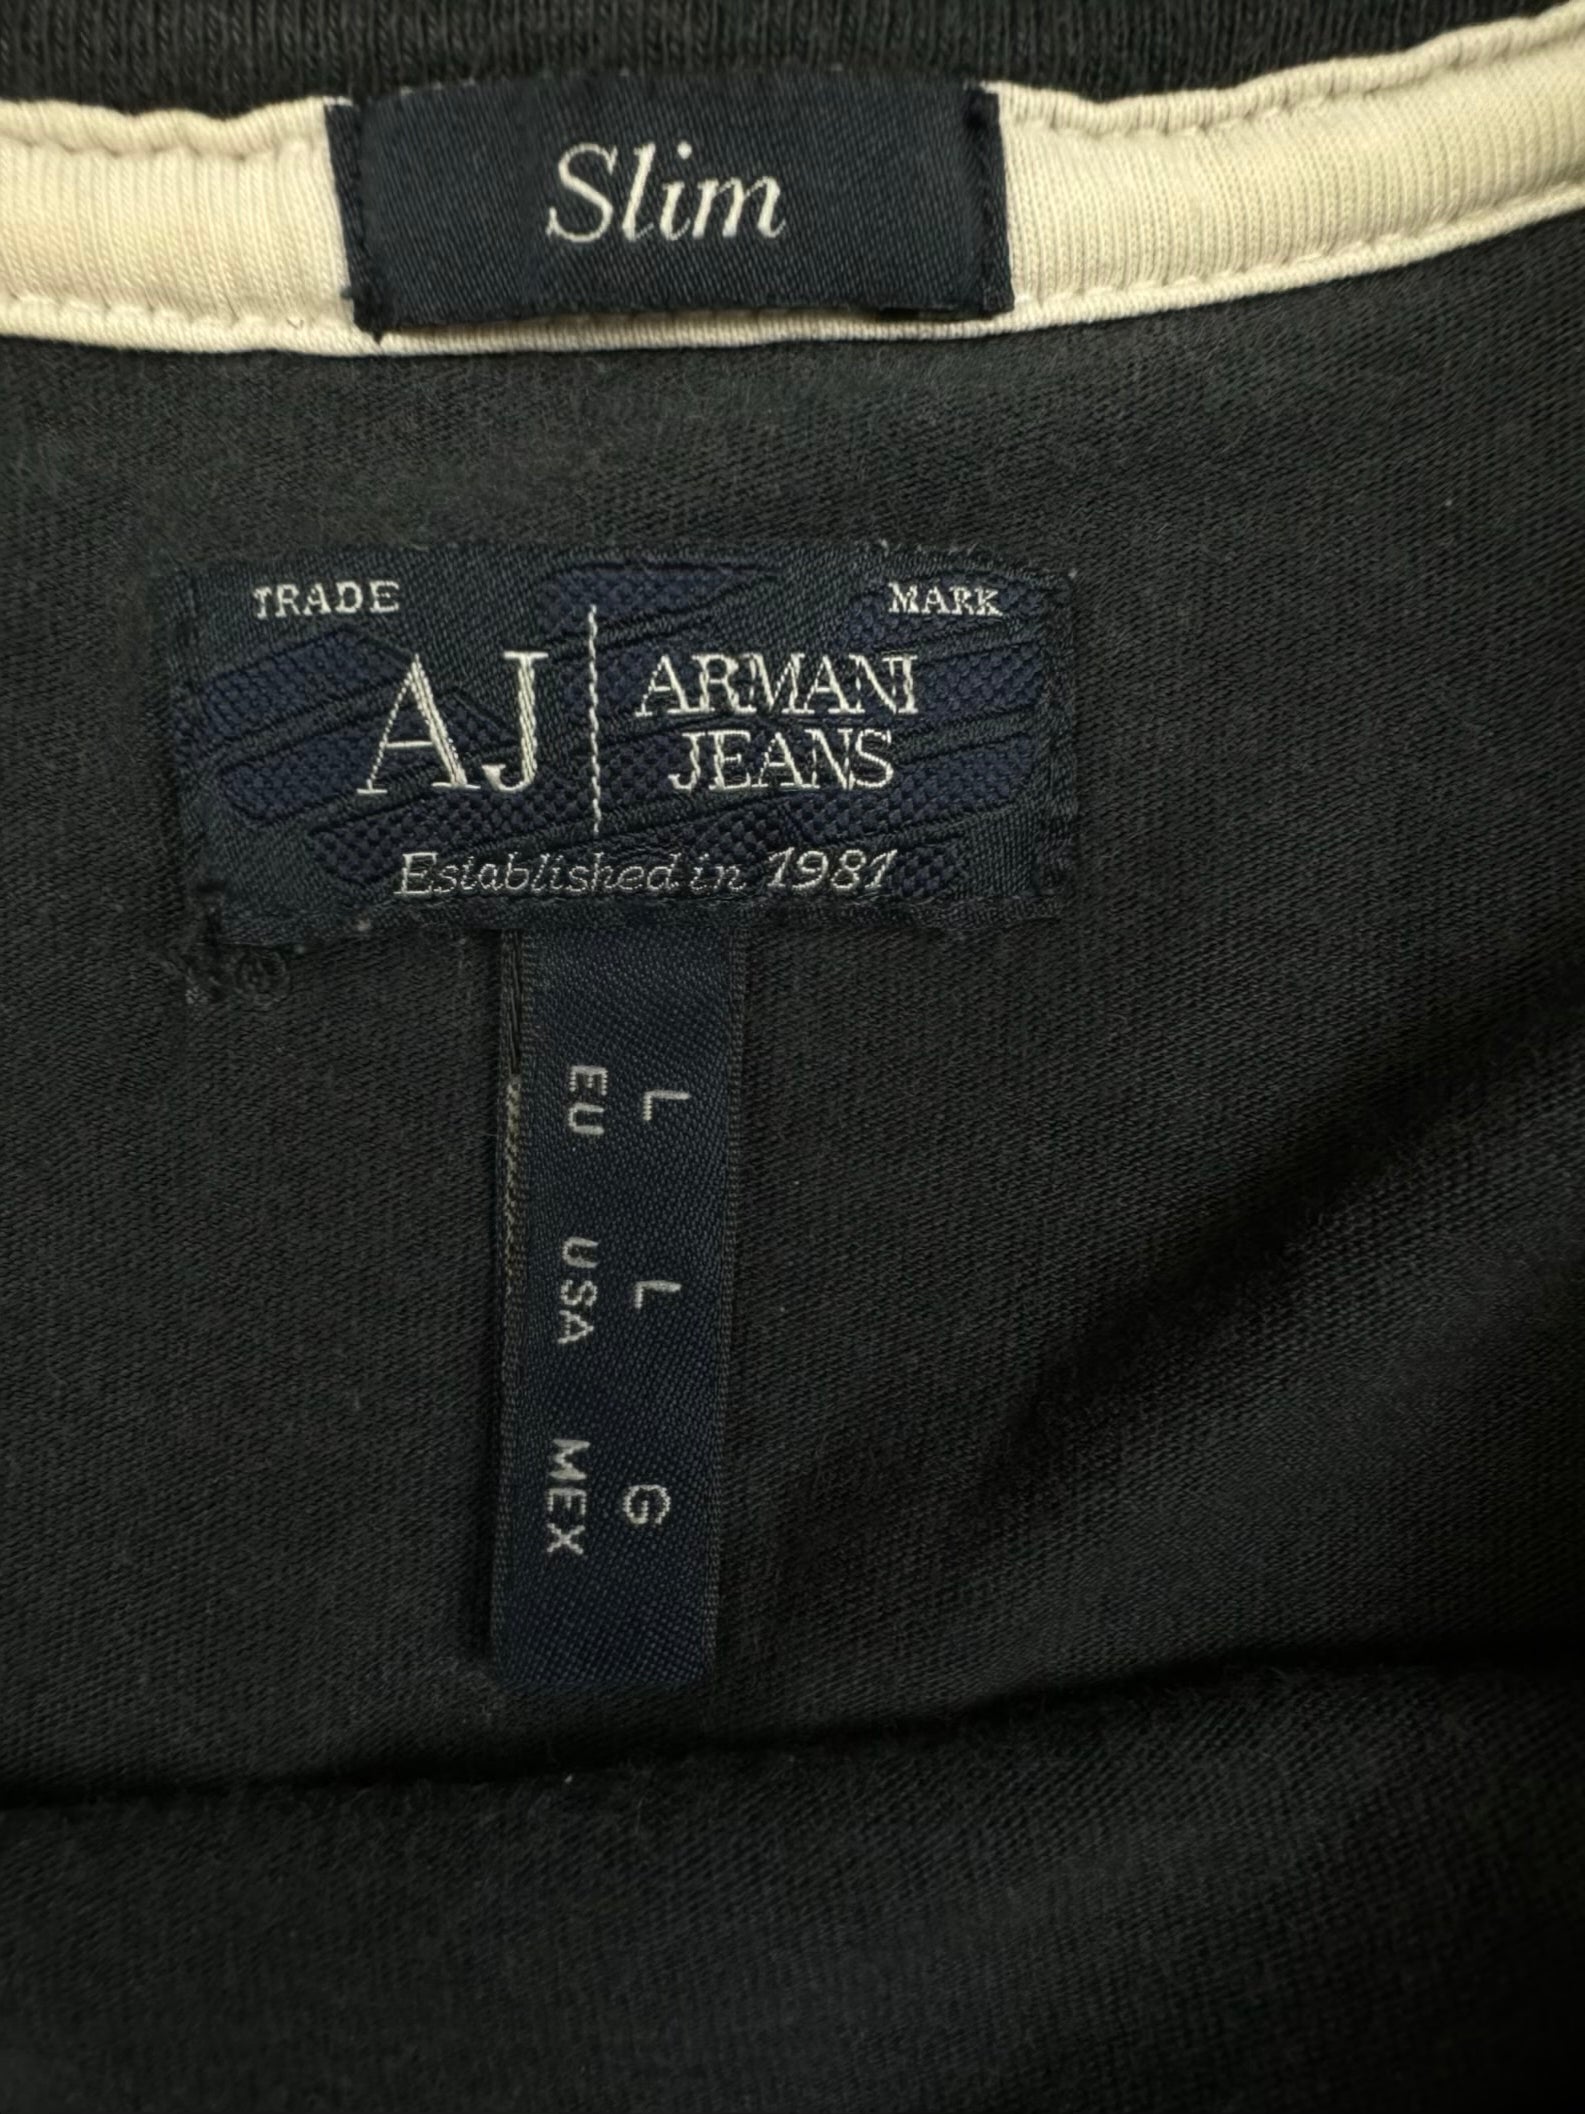 Slim
TRADE MARK
AJ ARMANI
JEANS
Established in 1981
L L G
EU USA MEX